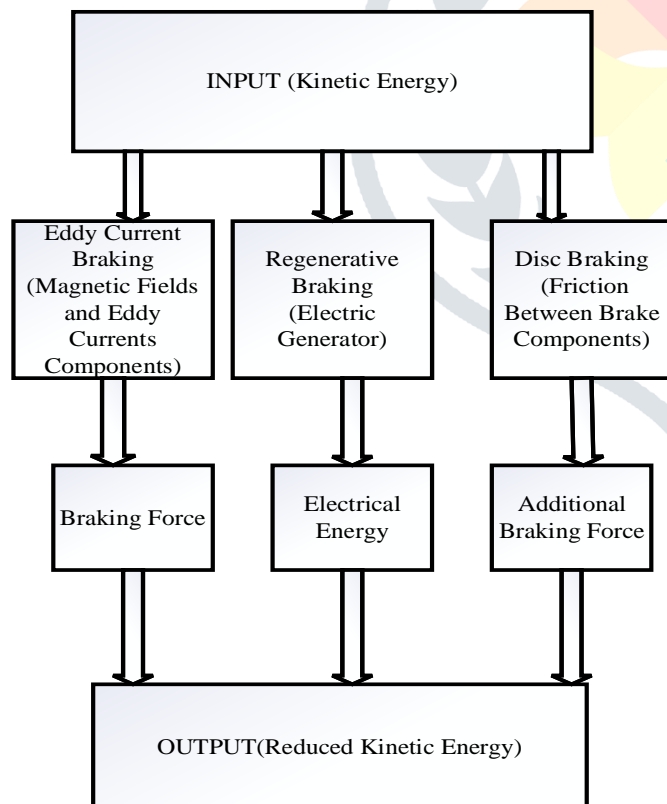 INPUT (Kinetic Energy)
Eddy Current
Braking
(Magnetic Fields
and Eddy
Currents
Components)
Regenerative
Braking
(Electric
Generator)
Disc Braking
(Friction
Between Brake
Components)
Braking Force
Electrical
Energy
Additional
Braking Force
OUTPUT(Reduced Kinetic Energy)